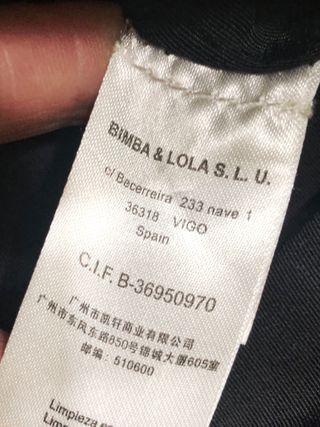 BIMBA & LOLA S. L. U.
c/ Becerreira 233 nave 1
36318 VIGO
Spain
C.I.F. B-36950970
广州市凯轩商业有限公司
广州市东风东路850号锦城大厦605室
邮编: 510600
Limpieza